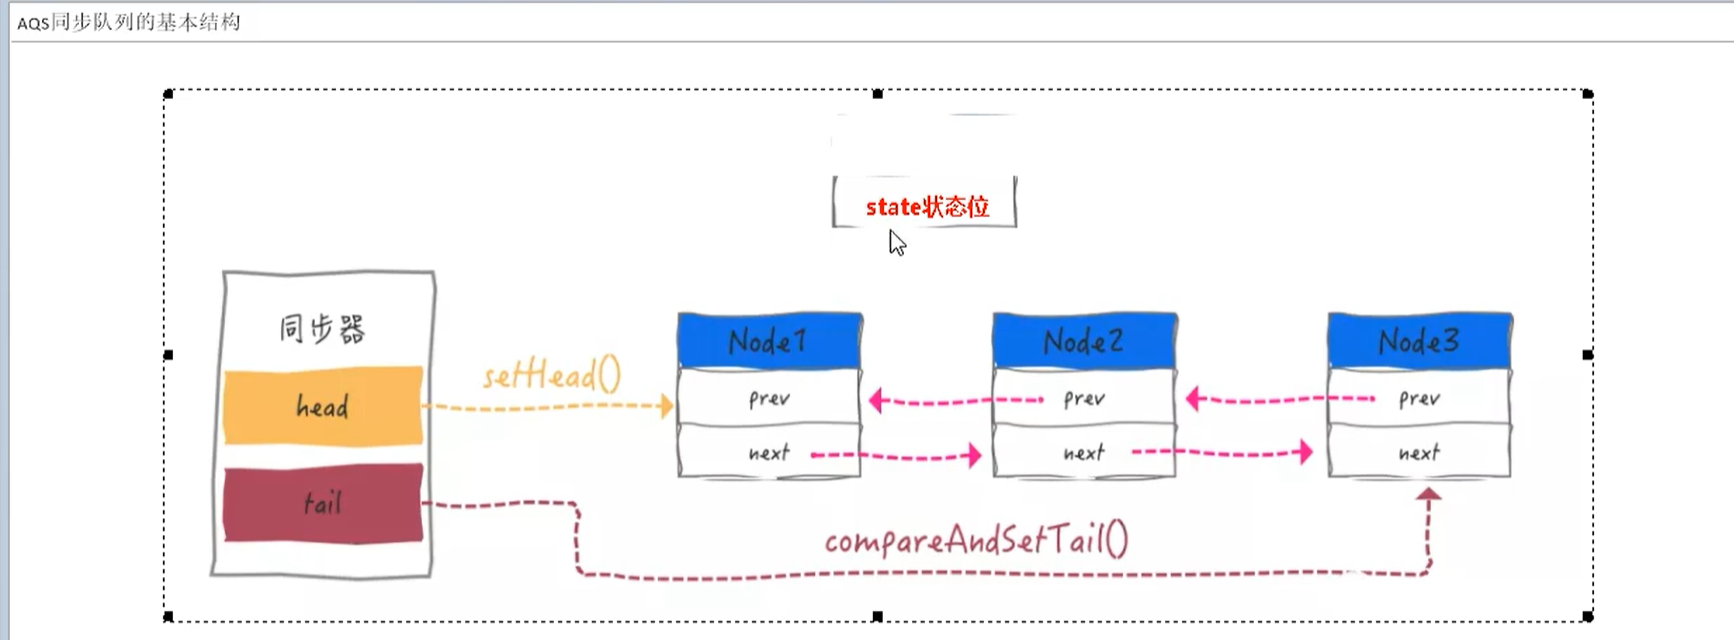 AQS同步队列的基本结构
state状态位
同步器
head
tail
setHead()
Node1
prev
next
Node2
prev
next
Node3
prev
next
compareAndSetTail()